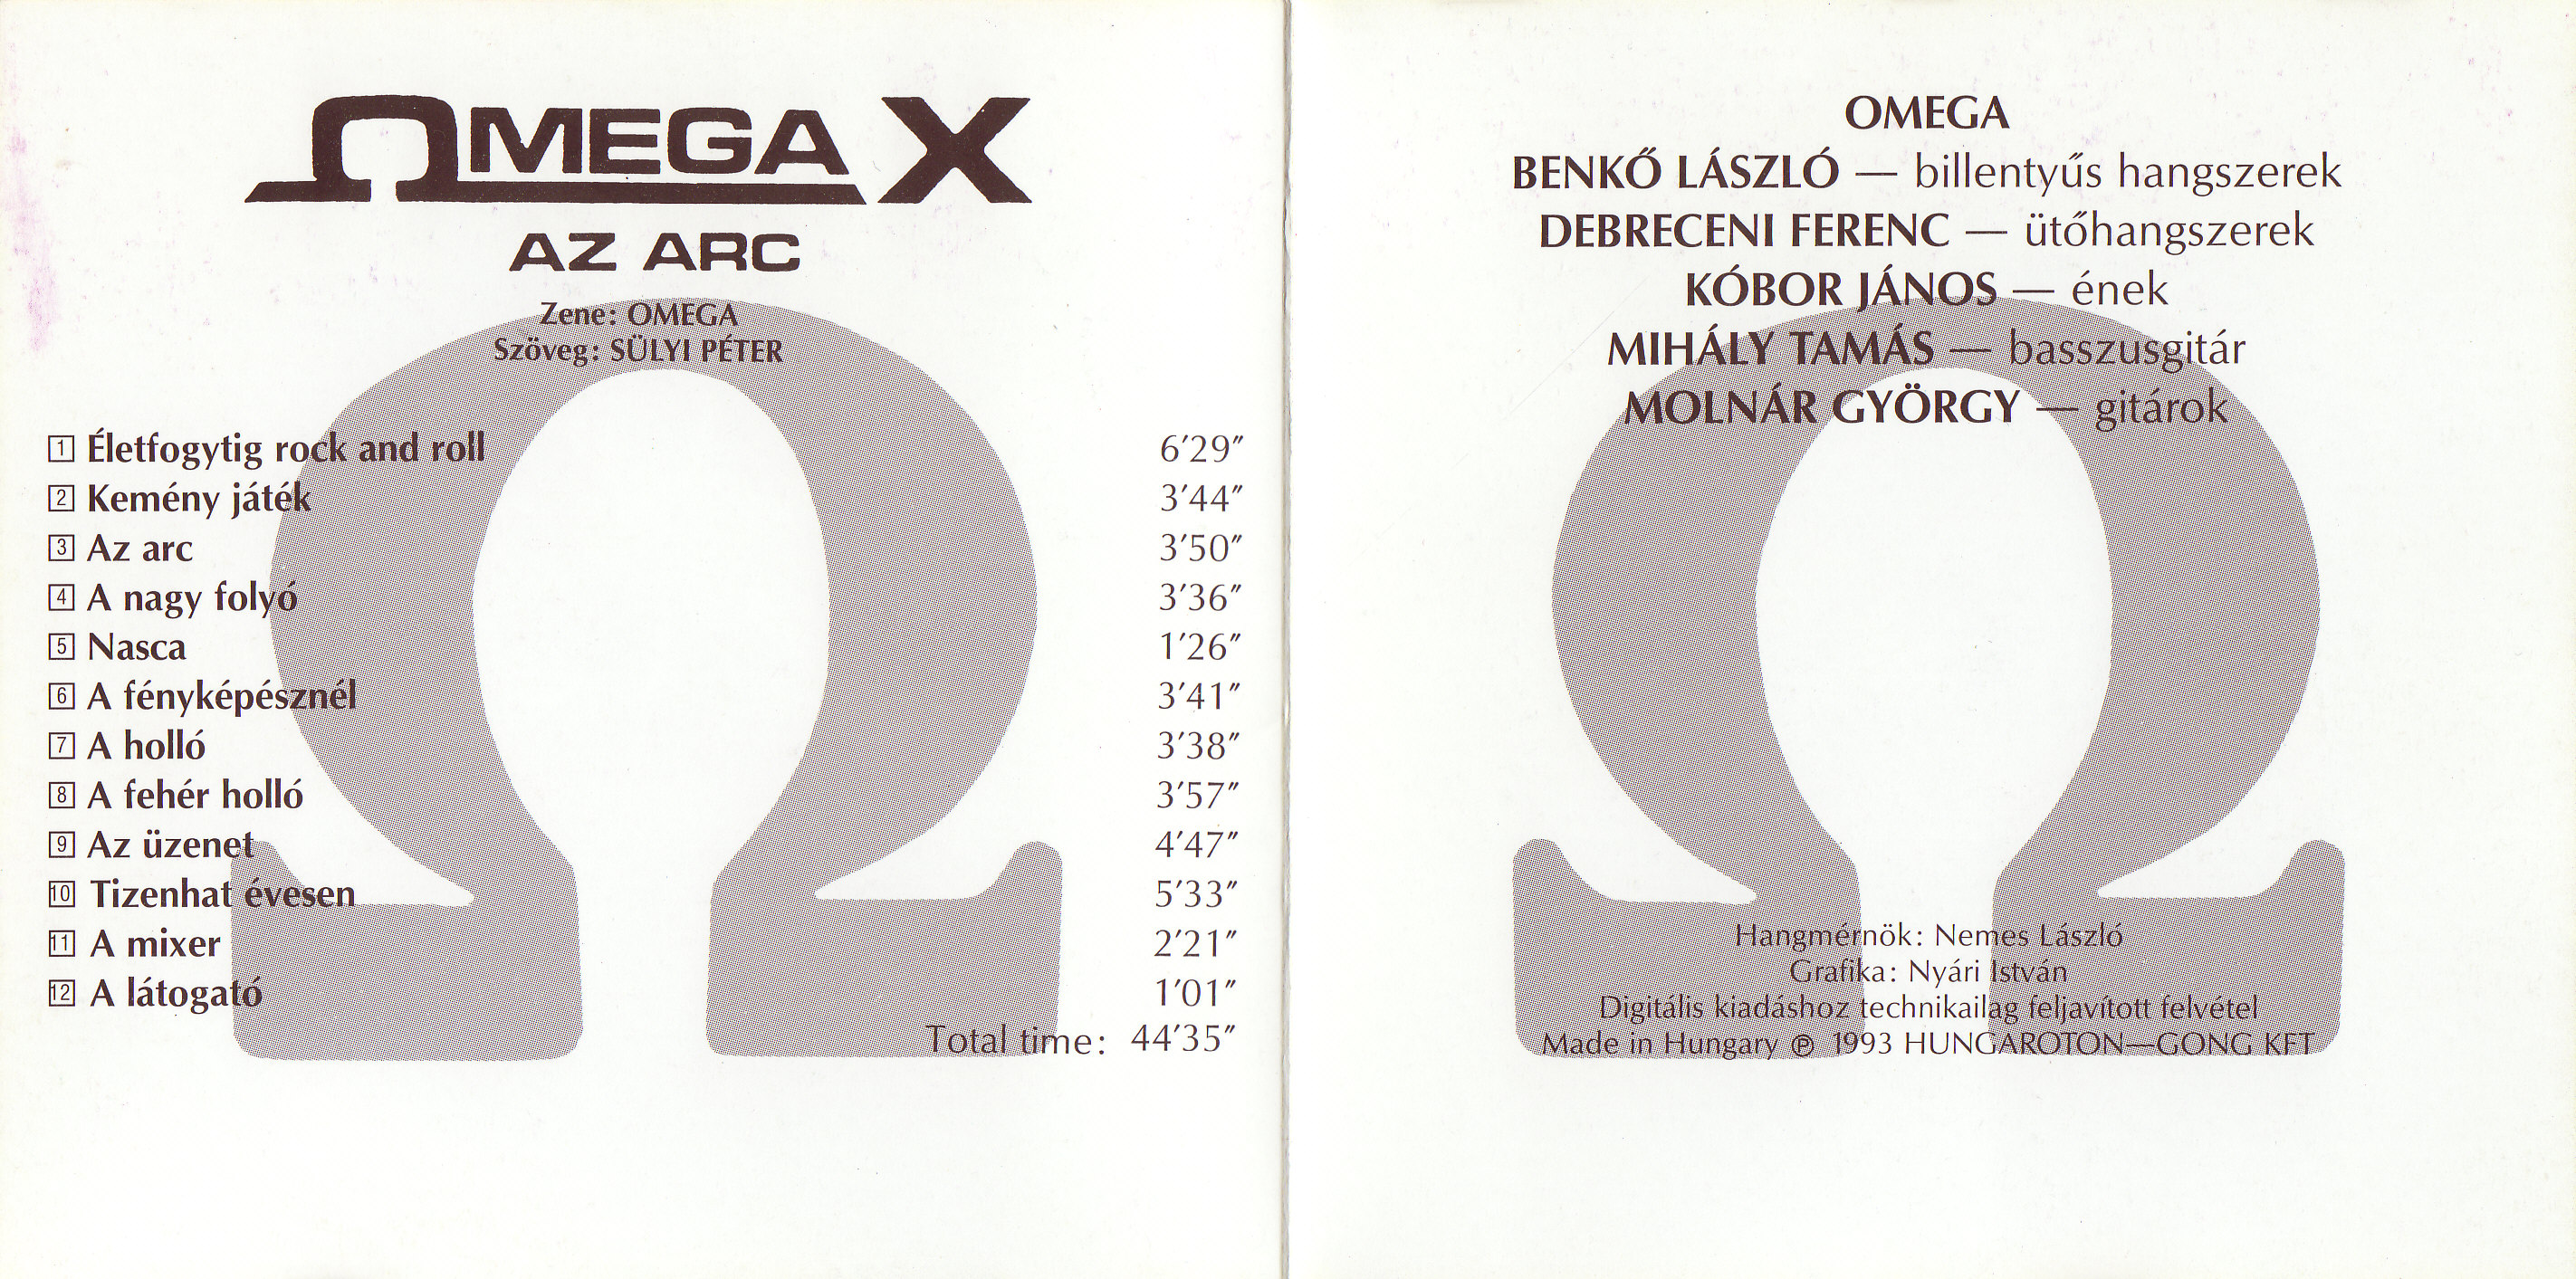 ΩMEGA X
AZ ARC
Zene: OMEGA
Szöveg: SÜLYI PÉTER
1 Életfogytig rock and roll 6′29″
2 Kemény játék 3′44″
3 Az arc 3′50″
4 A nagy folyó 3′36″
5 Nasca 1′26″
6 A fényképésznél 3′41″
7 A holló 3′38″
8 A fehér holló 3′57″
9 Az üzenet 4′47″
10 Tizenhat évesen 5′33″
11 A mixer 2′21″
12 A látogató 1′01″
Total time: 44′35″
OMEGA
BENKŐ LÁSZLÓ — billentyűs hangszerek
DEBRECENI FERENC — ütőhangszerek
KÓBOR JÁNOS — ének
MIHÁLY TAMÁS — basszusgitár
MOLNÁR GYÖRGY — gitárok
Hangmérnök: Nemes László
Grafika: Nyári István
Digitális kiadáshoz technikailag feljavított felvétel
Made in Hungary ℗ 1993 HUNGAROTON—GONG KFT